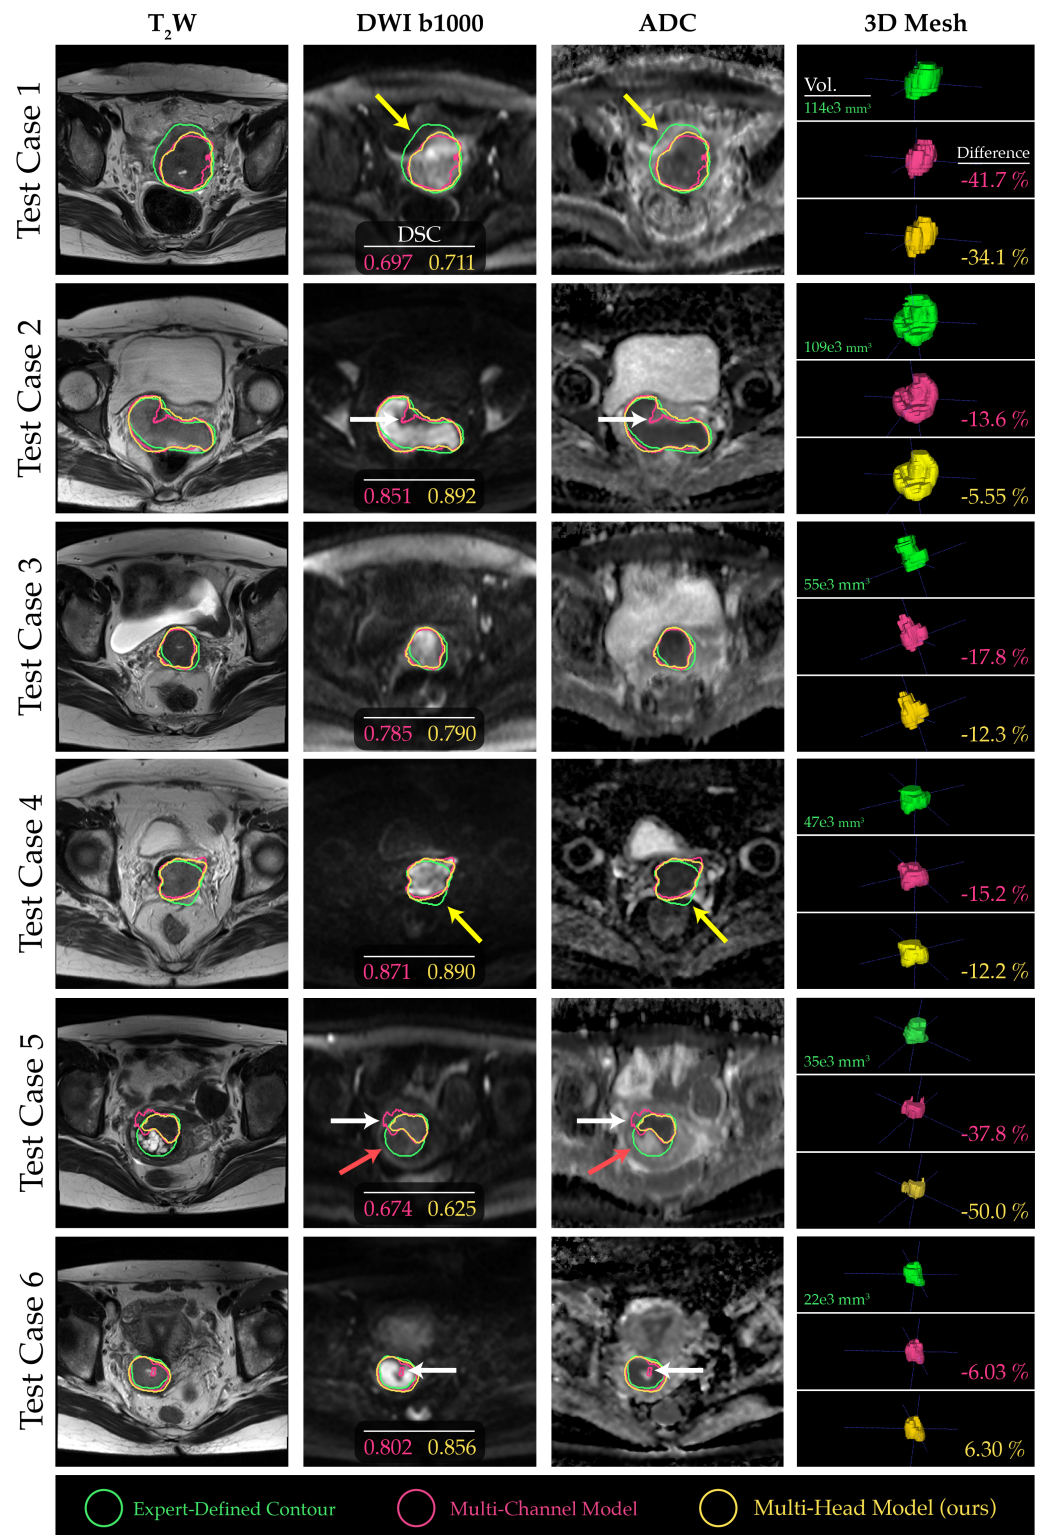 T₂W DWI b1000 ADC 3D Mesh
Test Case 1
DSC
0.697 0.711
Vol.
114e3 mm³
Difference
-41.7 %
-34.1 %
Test Case 2
0.851 0.892
109e3 mm³
-13.6 %
-5.55 %
Test Case 3
0.785 0.790
55e3 mm³
-17.8 %
-12.3 %
Test Case 4
0.871 0.890
47e3 mm³
-15.2 %
-12.2 %
Test Case 5
0.674 0.625
35e3 mm³
-37.8 %
-50.0 %
Test Case 6
0.802 0.856
22e3 mm³
-6.03 %
6.30 %
Expert-Defined Contour Multi-Channel Model Multi-Head Model (ours)